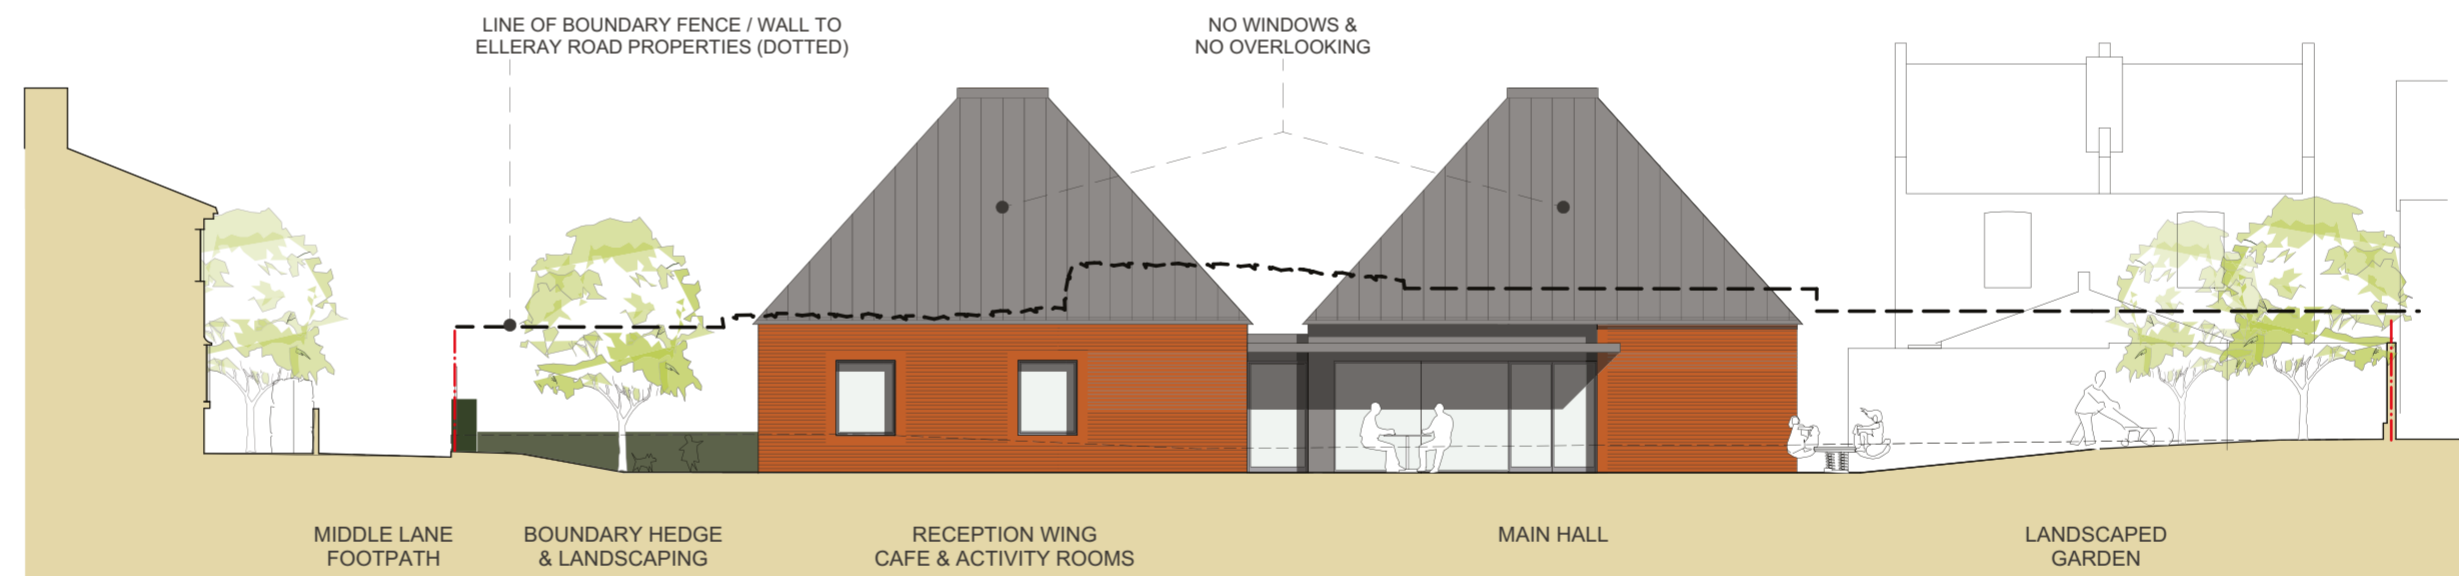 LINE OF BOUNDARY FENCE / WALL TO
ELLERAY ROAD PROPERTIES (DOTTED)
NO WINDOWS &
NO OVERLOOKING
MIDDLE LANE
FOOTPATH
BOUNDARY HEDGE
& LANDSCAPING
RECEPTION WING
CAFE & ACTIVITY ROOMS
MAIN HALL
LANDSCAPED
GARDEN